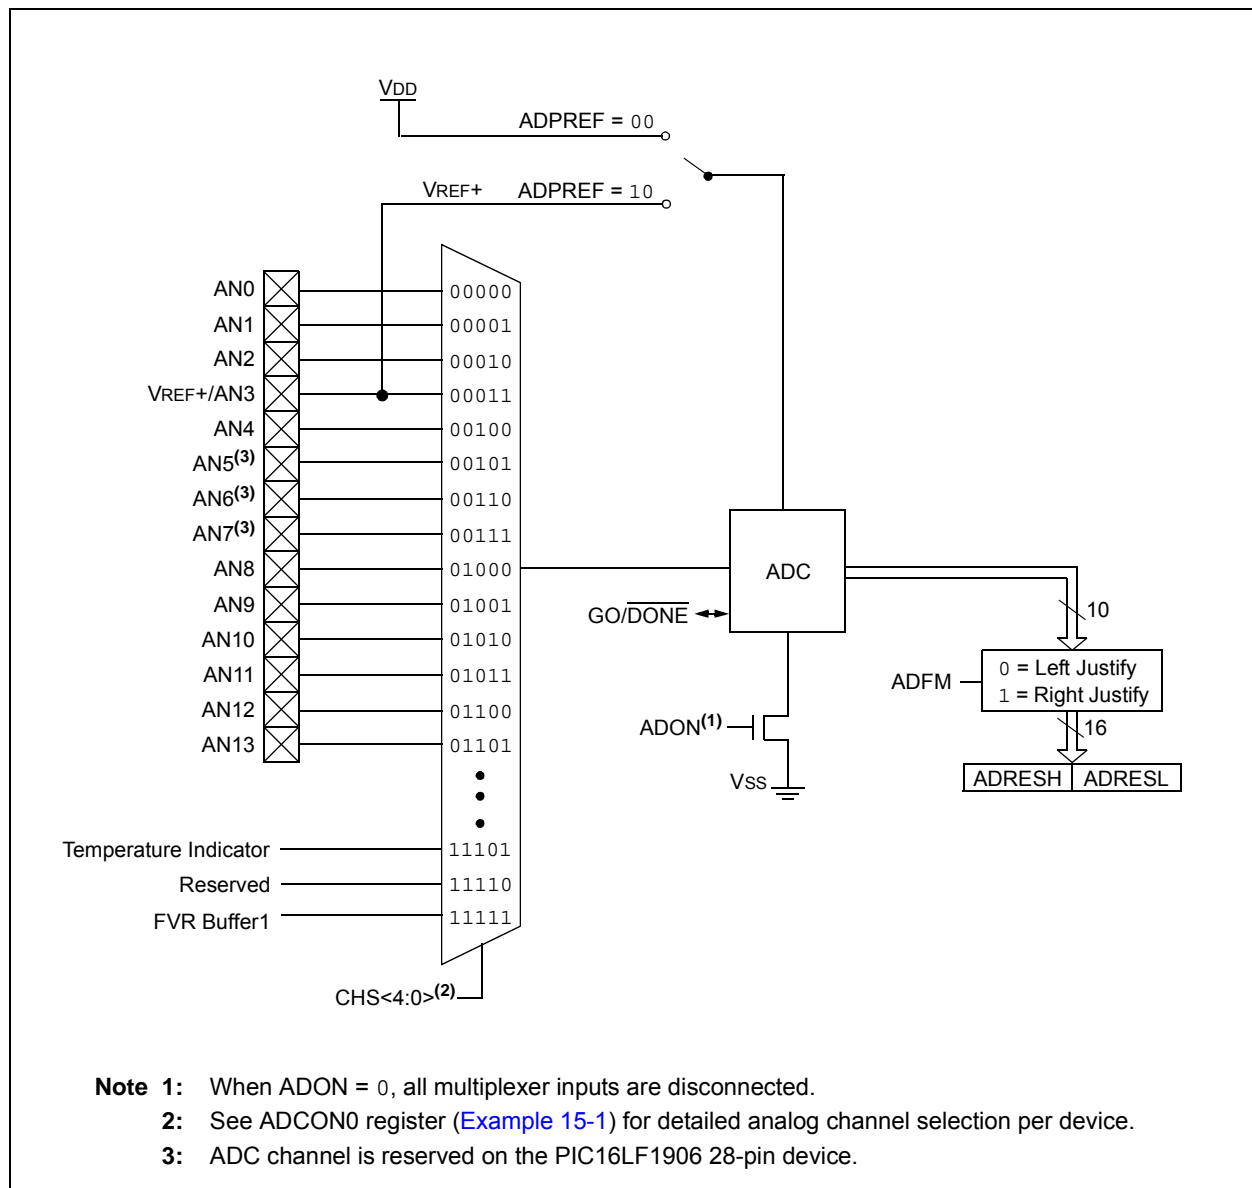 VDD
ADPREF = 00
VREF+ ADPREF = 10
AN0 00000
AN1 00001
AN2 00010
VREF+/AN3 00011
AN4 00100
AN5(3) 00101
AN6(3) 00110
AN7(3) 00111
AN8 01000
AN9 01001
AN10 01010
AN11 01011
AN12 01100
AN13 01101
Temperature Indicator 11101
Reserved 11110
FVR Buffer1 11111
CHS<4:0>(2)
ADC
GO/DONE
ADON(1)
VSS
10
ADFM
0 = Left Justify
1 = Right Justify
16
ADRESH ADRESL
Note 1: When ADON = 0, all multiplexer inputs are disconnected.
2: See ADCON0 register (Example 15-1) for detailed analog channel selection per device.
3: ADC channel is reserved on the PIC16LF1906 28-pin device.